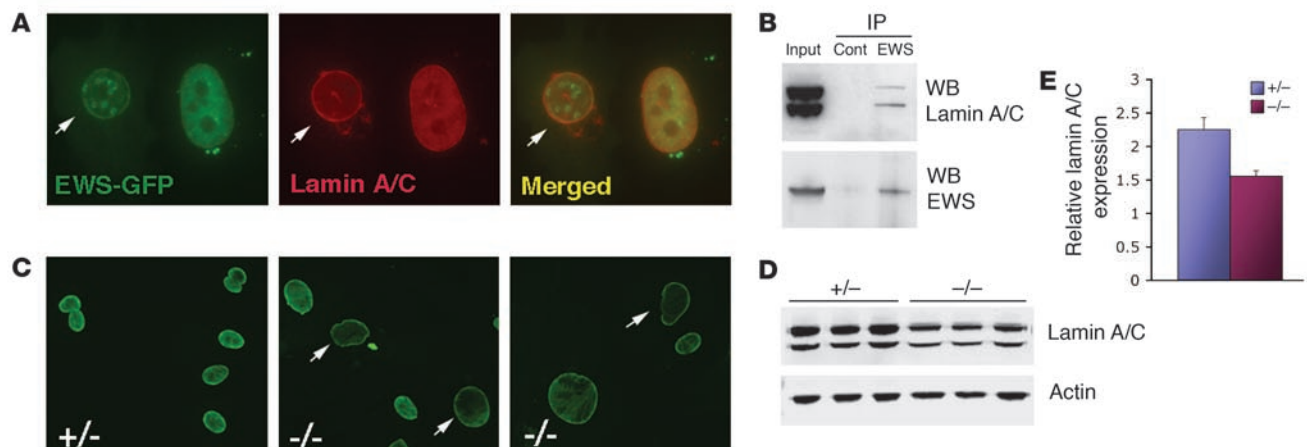 A
EWS-GFP
Lamin A/C
Merged
B
IP
Input Cont EWS
WB
Lamin A/C
WB
EWS
C
+/-
-/-
-/-
D
+/– –/–
Lamin A/C
Actin
E
Relative lamin A/C
expression
3
2.5
2
1.5
1
0.5
0
+/–
–/–